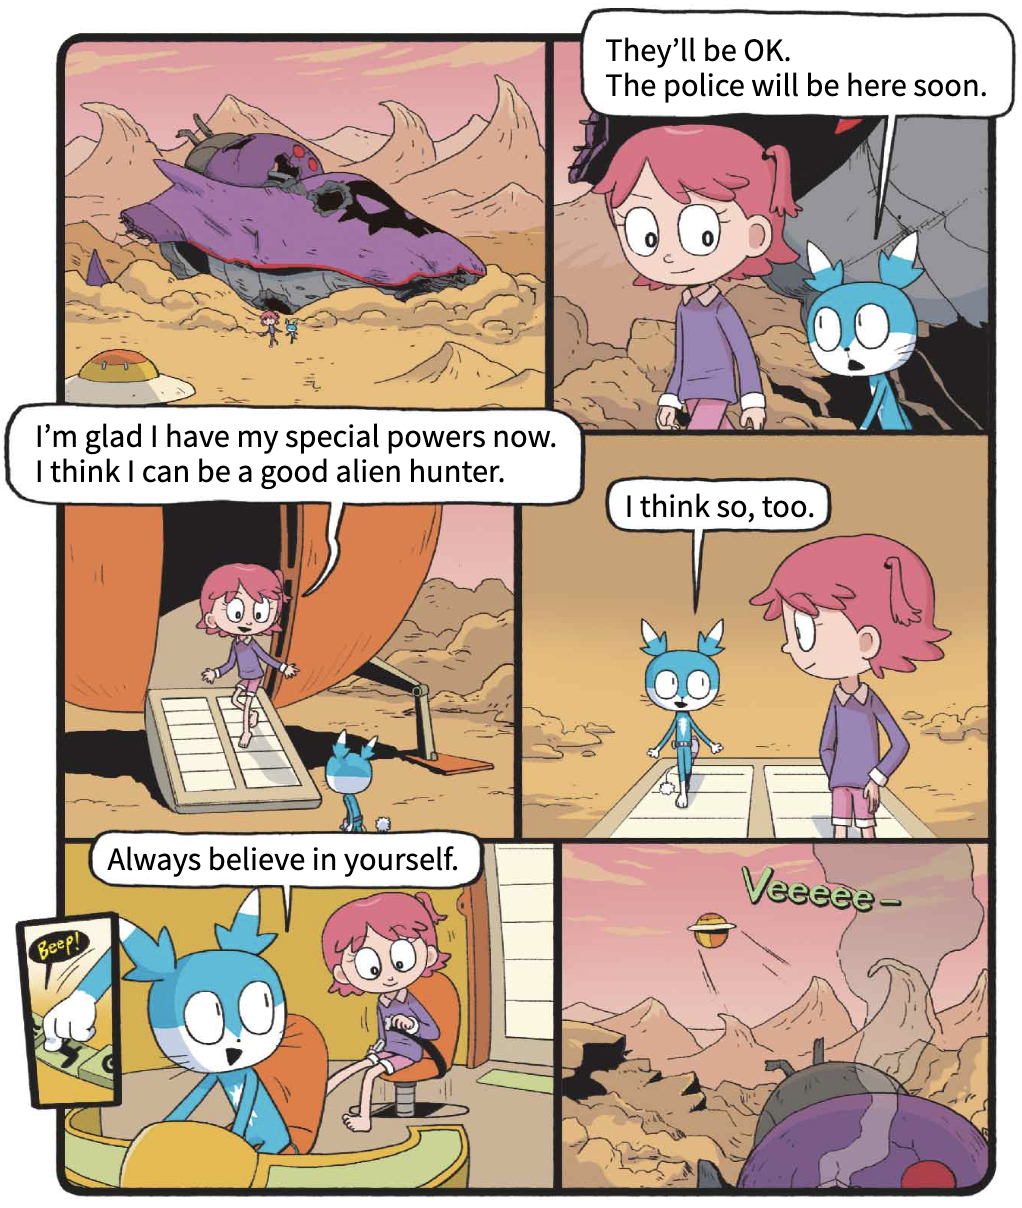 They'll be OK.
The police will be here soon.
I'm glad I have my special powers now.
I think I can be a good alien hunter.
I think so, too.
Always believe in yourself.
Beep!
Veeeee–